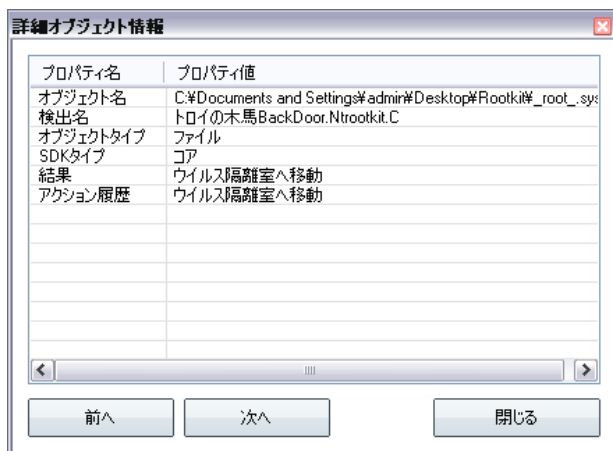 詳細オブジェクト情報
プロパティ名 プロパティ値
オブジェクト名 C:¥Documents and Settings¥admin¥Desktop¥Rootkit¥_root_.sys
検出名 トロイの木馬BackDoor.Ntrootkit.C
オブジェクトタイプ ファイル
SDKタイプ コア
結果 ウイルス隔離室へ移動
アクション履歴 ウイルス隔離室へ移動
前へ 次へ 閉じる